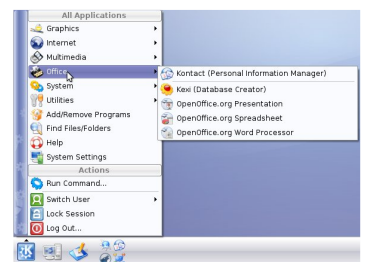 All Applications
Graphics
Internet
Multimedia
Office
System
Utilities
Add/Remove Programs
Find Files/Folders
Help
System Settings
Actions
Run Command...
Switch User
Lock Session
Log Out...
Kontact (Personal Information Manager)
Kexi (Database Creator)
OpenOffice.org Presentation
OpenOffice.org Spreadsheet
OpenOffice.org Word Processor